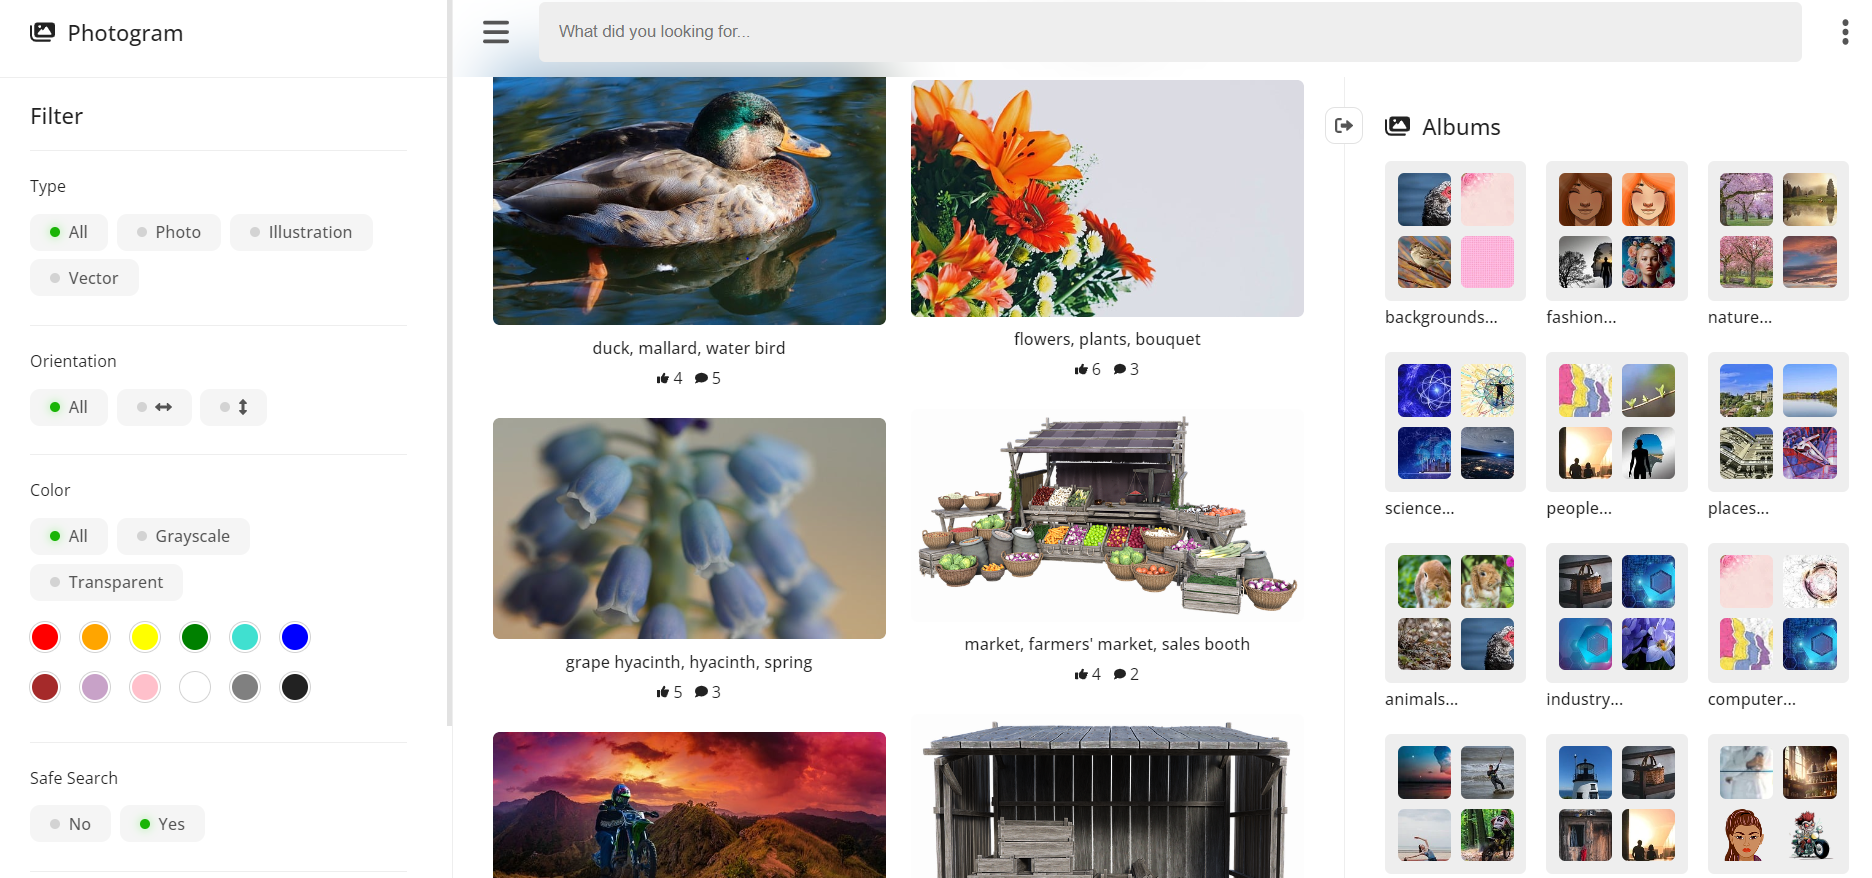 Photogram
What did you looking for...
Filter
Type
All
Photo
Illustration
Vector
Orientation
All
Color
All
Grayscale
Transparent
Safe Search
No
Yes
duck, mallard, water bird
4 5
flowers, plants, bouquet
6 3
grape hyacinth, hyacinth, spring
5 3
market, farmers' market, sales booth
4 2
Albums
backgrounds...
fashion...
nature...
science...
people...
places...
animals...
industry...
computer...